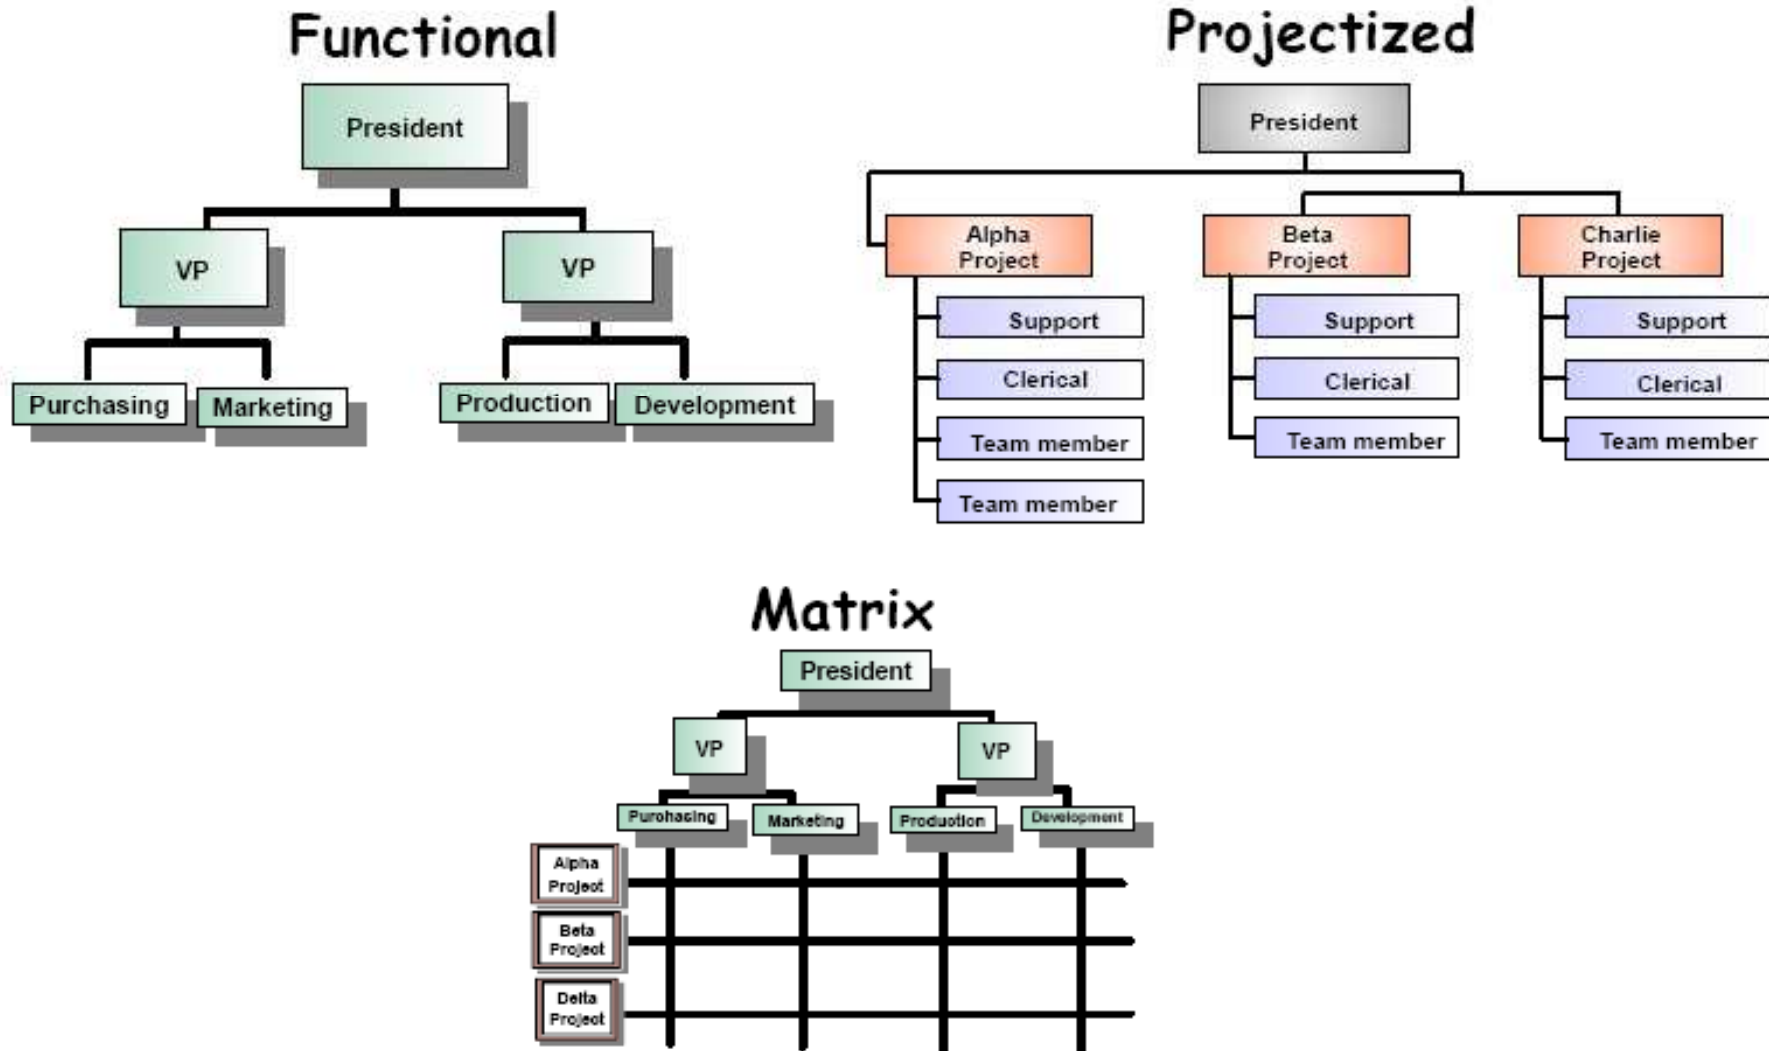 Functional
President
VP
VP
Purchasing
Marketing
Production
Development
Projectized
President
Alpha
Project
Support
Clerical
Team member
Team member
Beta
Project
Support
Clerical
Team member
Charlie
Project
Support
Clerical
Team member
Matrix
President
VP
VP
Purchasing
Marketing
Production
Development
Alpha
Project
Beta
Project
Delta
Project